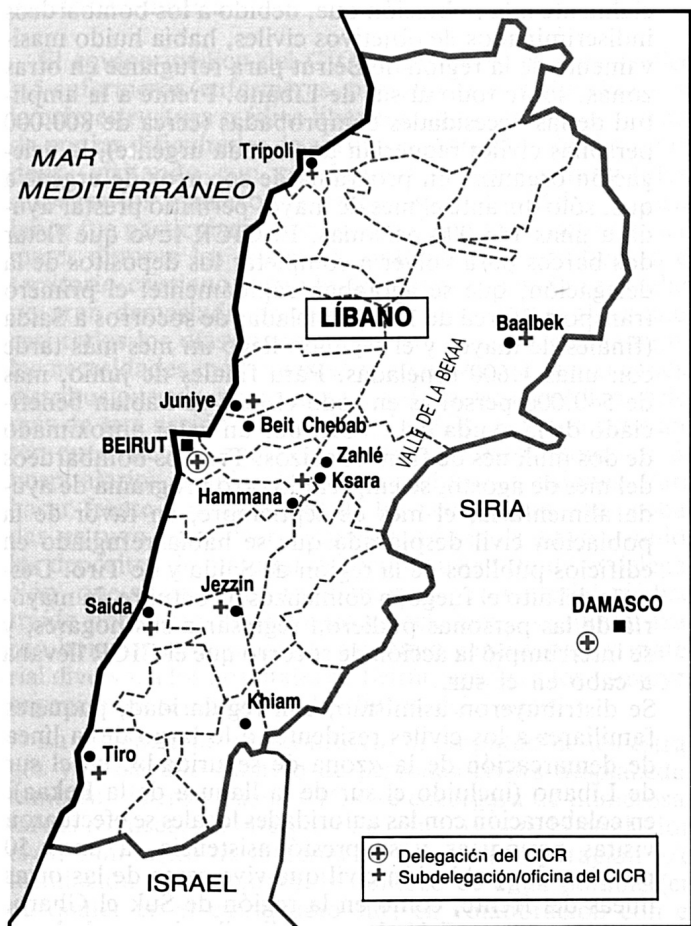 MAR
MEDITERRÁNEO
Trípoli
LÍBANO
Baalbek
VALLE DE LA BEKAA
Juniye
Beit Chebab
BEIRUT
Zahlé
Ksara
Hammana
SIRIA
Jezzin
Saida
DAMASCO
Khiam
Tiro
ISRAEL
Delegación del CICR
Subdelegación/oficina del CICR